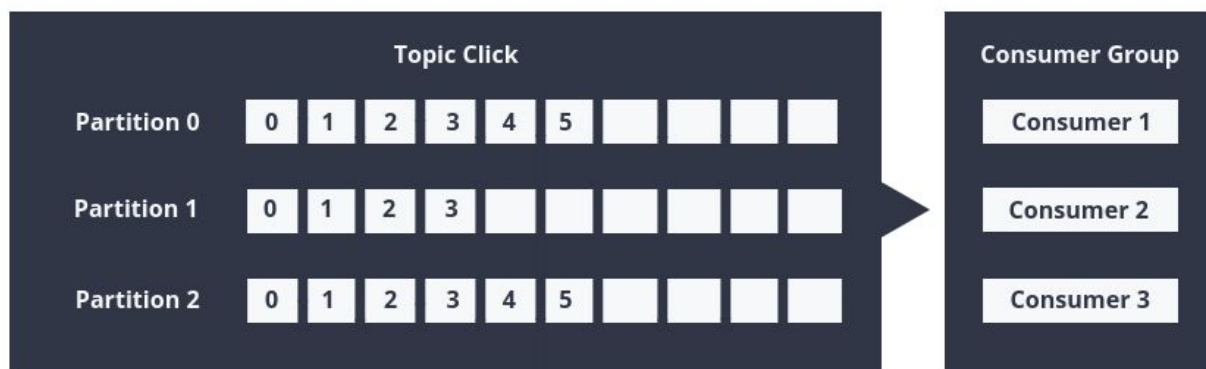 Topic Click
Consumer Group
Partition 0 0 1 2 3 4 5
Consumer 1
Partition 1 0 1 2 3
Consumer 2
Partition 2 0 1 2 3 4 5
Consumer 3